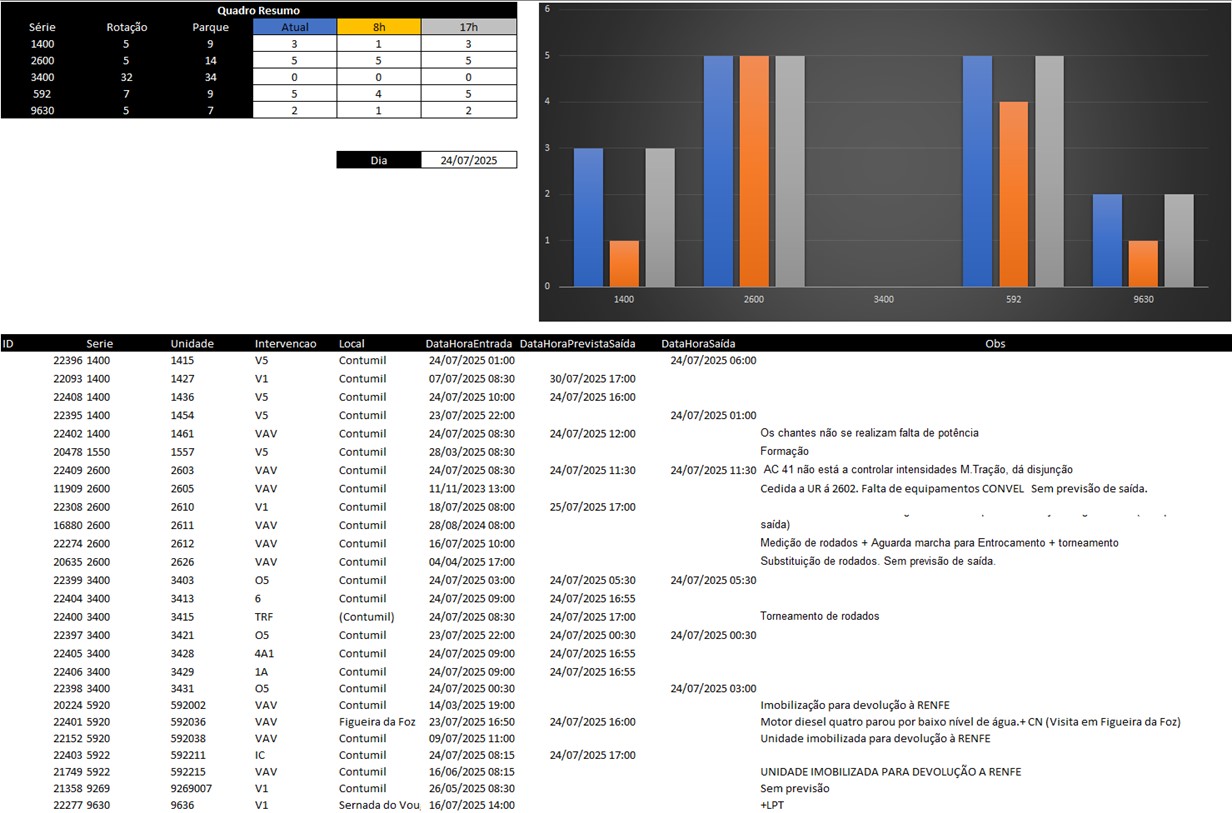 Quadro Resumo
Série Rotação Parque Atual 8h 17h
1400 5 9 3 1 3
2600 5 14 5 5 5
3400 32 34 0 0 0
592 7 9 5 4 5
9630 5 7 2 1 2
Dia 24/07/2025
6
5
4
3
2
1
0
1400 2600 3400 592 9630
ID Serie Unidade Intervencao Local DataHoraEntrada DataHoraPrevistaSaída DataHoraSaída Obs
22396 1400 1415 V5 Contumil 24/07/2025 01:00 24/07/2025 06:00
22093 1400 1427 V1 Contumil 07/07/2025 08:30 30/07/2025 17:00
22408 1400 1436 V5 Contumil 24/07/2025 10:00 24/07/2025 16:00
22395 1400 1454 V5 Contumil 23/07/2025 22:00 24/07/2025 01:00
22402 1400 1461 VAV Contumil 24/07/2025 08:30 24/07/2025 12:00 Os chantes não se realizam falta de potência
20478 1550 1557 V5 Contumil 28/03/2025 08:30 Formação
22409 2600 2603 VAV Contumil 24/07/2025 08:30 24/07/2025 11:30 24/07/2025 11:30 AC 41 não está a controlar intensidades M.Tração, dá disjunção
11909 2600 2605 VAV Contumil 11/11/2023 13:00 Cedida a UR á 2602. Falta de equipamentos CONVEL Sem previsão de saída.
22308 2600 2610 V1 Contumil 18/07/2025 08:00 25/07/2025 17:00
16880 2600 2611 VAV Contumil 28/08/2024 08:00 saída)
22274 2600 2612 VAV Contumil 16/07/2025 10:00 Medição de rodados + Aguarda marcha para Entrocamento + torneamento
20635 2600 2626 VAV Contumil 04/04/2025 17:00 Substituição de rodados. Sem previsão de saída.
22399 3400 3403 O5 Contumil 24/07/2025 03:00 24/07/2025 05:30 24/07/2025 05:30
22404 3400 3413 6 Contumil 24/07/2025 09:00 24/07/2025 16:55
22400 3400 3415 TRF (Contumil) 24/07/2025 08:30 24/07/2025 17:00 Torneamento de rodados
22397 3400 3421 O5 Contumil 23/07/2025 22:00 24/07/2025 00:30 24/07/2025 00:30
22405 3400 3428 4A1 Contumil 24/07/2025 09:00 24/07/2025 16:55
22406 3400 3429 1A Contumil 24/07/2025 09:00 24/07/2025 16:55
22398 3400 3431 O5 Contumil 24/07/2025 00:30 24/07/2025 03:00
20224 5920 592002 VAV Contumil 14/03/2025 19:00 Imobilização para devolução à RENFE
22401 5920 592036 VAV Figueira da Foz 23/07/2025 16:50 24/07/2025 16:00 Motor diesel quatro parou por baixo nível de água.+ CN (Visita em Figueira da Foz)
22152 5920 592038 VAV Contumil 09/07/2025 11:00 Unidade imobilizada para devolução à RENFE
22403 5922 592211 IC Contumil 24/07/2025 08:15 24/07/2025 17:00
21749 5922 592215 VAV Contumil 16/06/2025 08:15 UNIDADE IMOBILIZADA PARA DEVOLUÇÃO A RENFE
21358 9269 9269007 V1 Contumil 26/05/2025 08:30 Sem previsão
22277 9630 9636 V1 Sernada do Vou 16/07/2025 14:00 +LPT